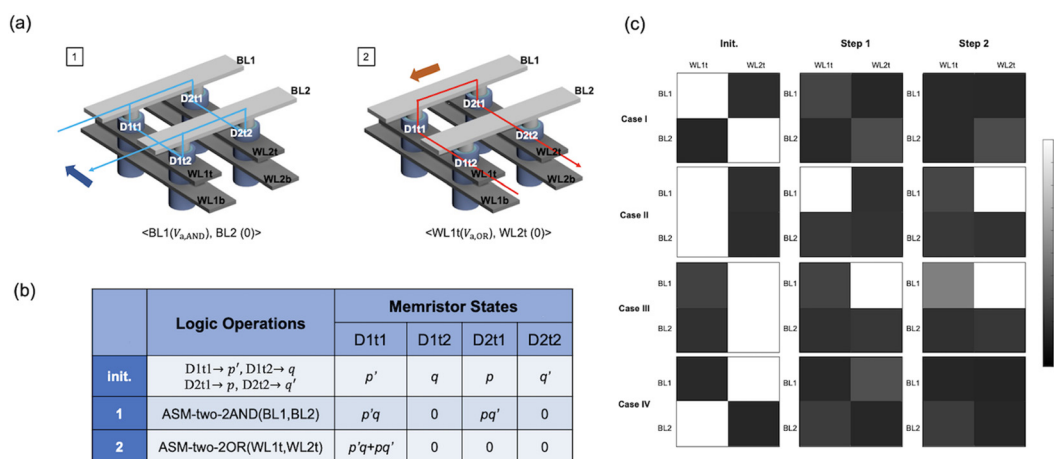 (a)
1
BL1
D2t1
BL2
D1t1
D2t2
D1t2
WL2t
WL1t
WL2b
WL1b
<BL1(V_a,AND), BL2 (0)>
2
BL1
D2t1
BL2
D1t1
D2t2
D1t2
WL2t
WL1t
WL2b
WL1b
<WL1t(V_a,OR), WL2t (0)>
(b)
Logic Operations
Memristor States
D1t1 D1t2 D2t1 D2t2
init.
D1t1→ p′, D1t2→ q
D2t1→ p, D2t2→ q′
p' q p q'
1 ASM-two-2AND(BL1,BL2) p'q 0 pq' 0
2 ASM-two-2OR(WL1t,WL2t) p'q+pq' 0 0 0
(c)
Init. Step 1 Step 2
WL1t WL2t WL1t WL2t WL1t WL2t
BL1 BL1 BL1
Case I
BL2 BL2 BL2
BL1 BL1 BL1
Case II
BL2 BL2 BL2
BL1 BL1 BL1
Case III
BL2 BL2 BL2
BL1 BL1 BL1
Case IV
BL2 BL2 BL2